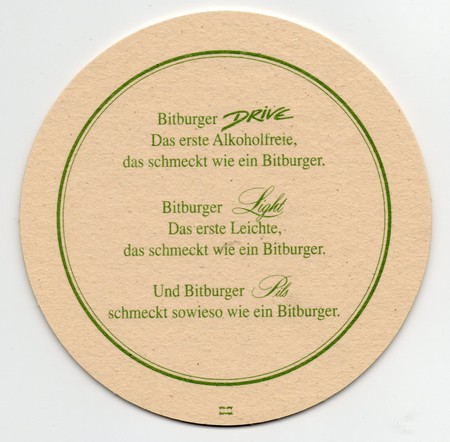 Bitburger DRIVE
Das erste Alkoholfreie,
das schmeckt wie ein Bitburger.
Bitburger Light
Das erste Leichte,
das schmeckt wie ein Bitburger.
Und Bitburger Pils
schmeckt sowieso wie ein Bitburger.